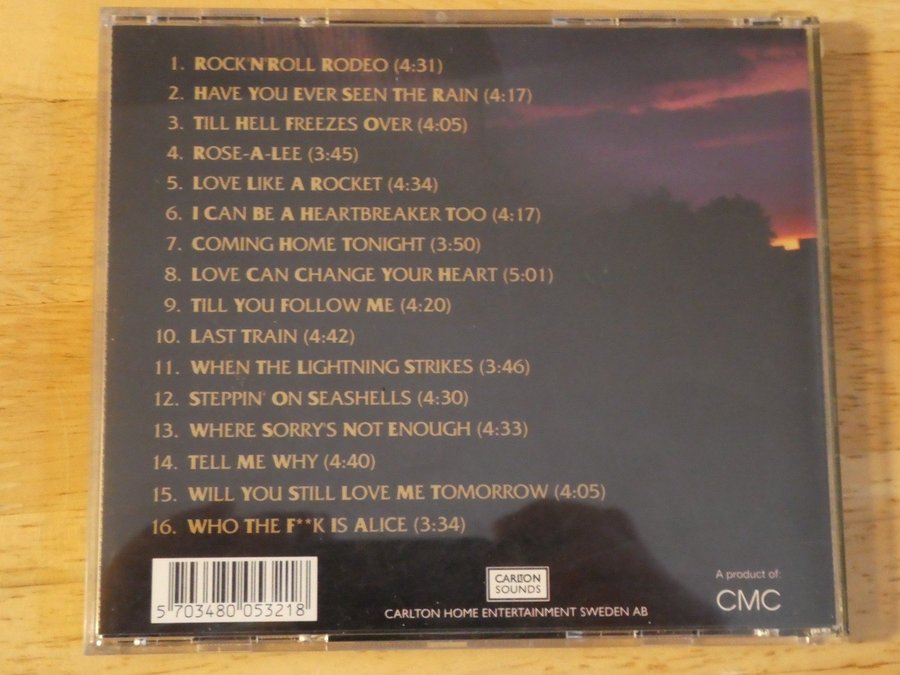 1. ROCK'N'ROLL RODEO (4:31)
2. HAVE YOU EVER SEEN THE RAIN (4:17)
3. TILL HELL FREEZES OVER (4:05)
4. ROSE-A-LEE (3:45)
5. LOVE LIKE A ROCKET (4:34)
6. I CAN BE A HEARTBREAKER TOO (4:17)
7. COMING HOME TONIGHT (3:50)
8. LOVE CAN CHANGE YOUR HEART (5:01)
9. TILL YOU FOLLOW ME (4:20)
10. LAST TRAIN (4:42)
11. WHEN THE LIGHTNING STRIKES (3:46)
12. STEPPIN' ON SEASHELLS (4:30)
13. WHERE SORRY'S NOT ENOUGH (4:33)
14. TELL ME WHY (4:40)
15. WILL YOU STILL LOVE ME TOMORROW (4:05)
16. WHO THE F**K IS ALICE (3:34)
5 703480 053218
CARLTON
SOUNDS
CARLTON HOME ENTERTAINMENT SWEDEN AB
A product of:
CMC